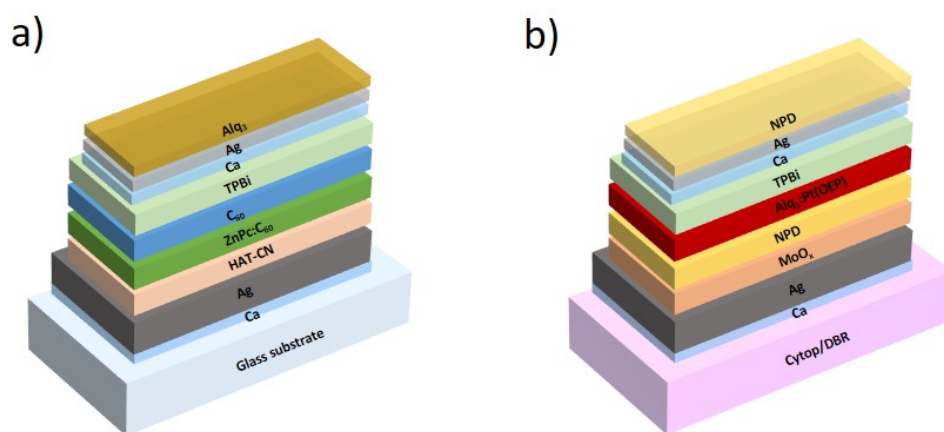 a)
Alq₃
Ag
Ca
TPBi
C₆₀
ZnPc:C₆₀
HAT-CN
Ag
Ca
Glass substrate
b)
NPD
Ag
Ca
TPBi
Alq₃:Pt(OEP)
NPD
MoOₓ
Ag
Ca
Cytop/DBR